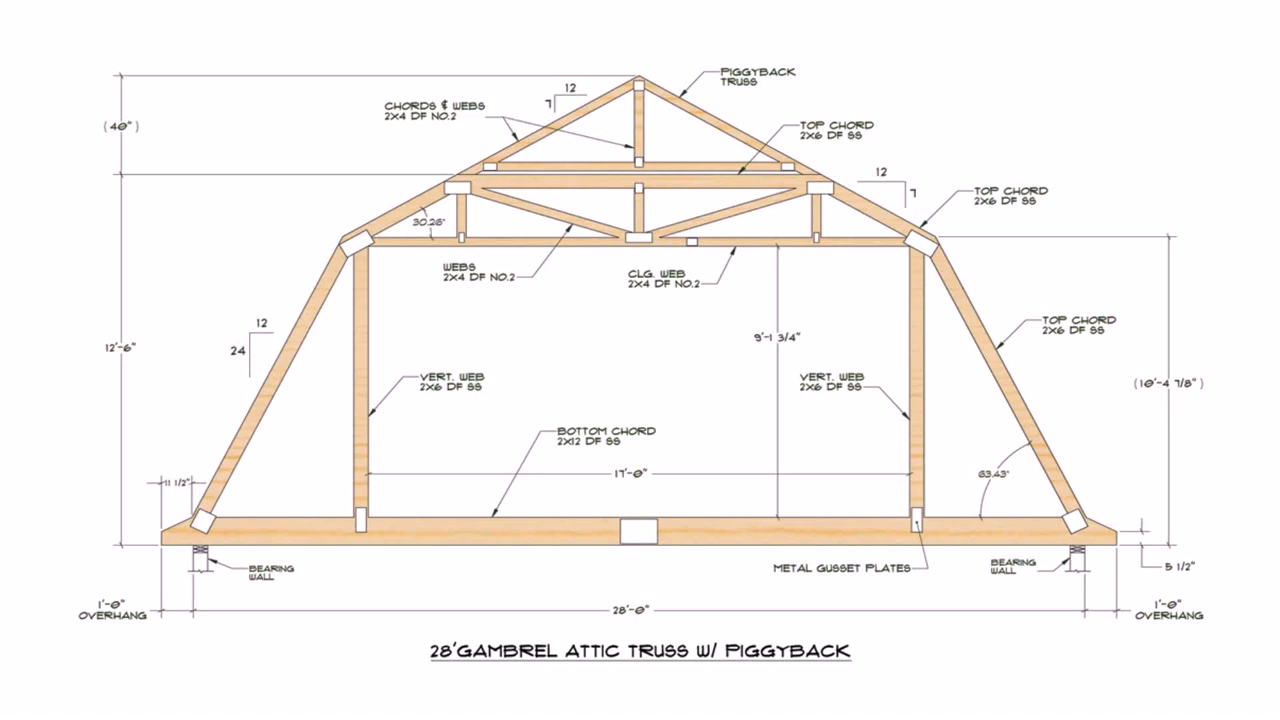 PIGGYBACK
TRUSS
12
7
CHORDS & WEBS
2X4 DF NO.2
(40")
TOP CHORD
2X6 DF SS
12
7
TOP CHORD
2X6 DF SS
30.26°
WEBS
2X4 DF NO.2
CLG. WEB
2X4 DF NO.2
12
24
TOP CHORD
2X6 DF SS
9'-1 3/4"
12'-6"
VERT. WEB
2X6 DF SS
VERT. WEB
2X6 DF SS
(10'-4 7/8")
BOTTOM CHORD
2X12 DF SS
17'-0"
63.43°
11 1/2"
BEARING
WALL
METAL GUSSET PLATES
BEARING
WALL
5 1/2"
1'-0"
OVERHANG
28'-0"
1'-0"
OVERHANG
28'GAMBREL ATTIC TRUSS W/ PIGGYBACK